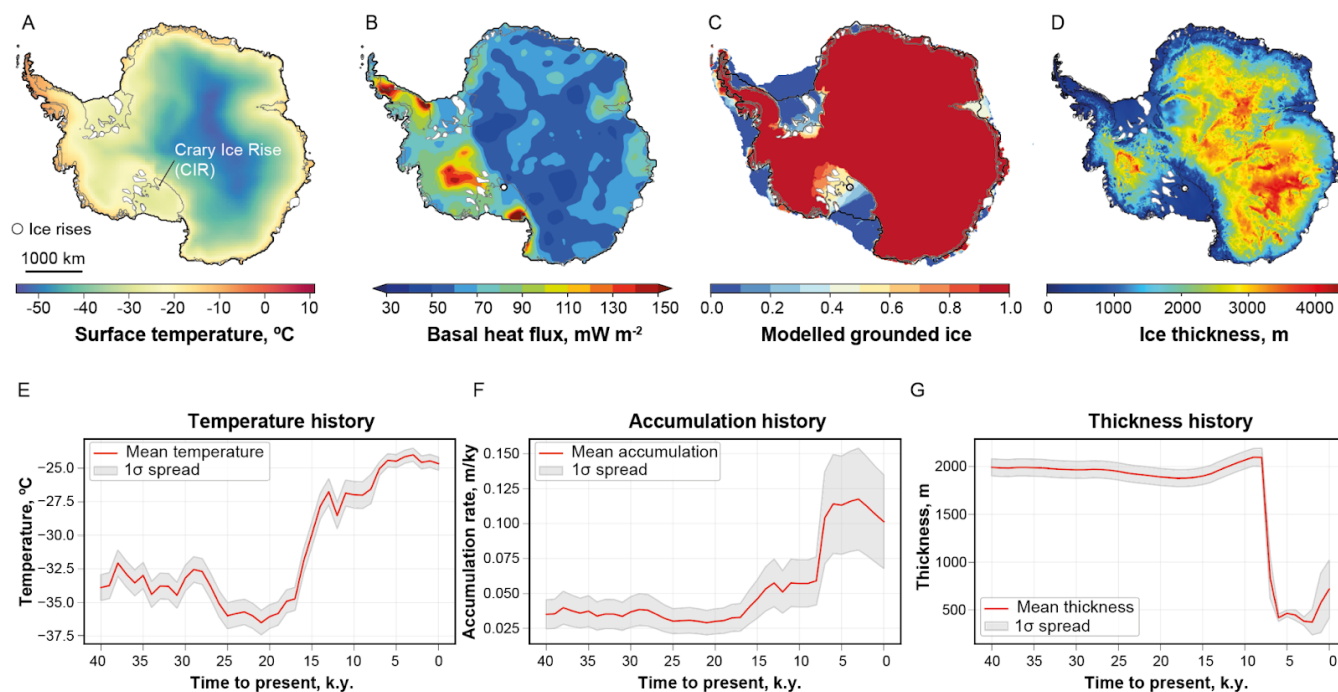 A
B
C
D
Crary Ice Rise
(CIR)
Ice rises
1000 km
-50 -40 -30 -20 -10 0 10
Surface temperature, ºC
30 50 70 90 110 130 150
Basal heat flux, mW m-2
0.0 0.2 0.4 0.6 0.8 1.0
Modelled grounded ice
0 1000 2000 3000 4000
Ice thickness, m
E
Temperature history
Mean temperature
1σ spread
Temperature, ºC
−25.0
−27.5
−30.0
−32.5
−35.0
−37.5
40 35 30 25 20 15 10 5 0
Time to present, k.y.
F
Accumulation history
Mean accumulation
1σ spread
Accumulation rate, m/ky
0.150
0.125
0.100
0.075
0.050
0.025
40 35 30 25 20 15 10 5 0
Time to present, k.y.
G
Thickness history
Mean thickness
1σ spread
Thickness, m
2000
1750
1500
1000
500
40 35 30 25 20 15 10 5 0
Time to present, k.y.